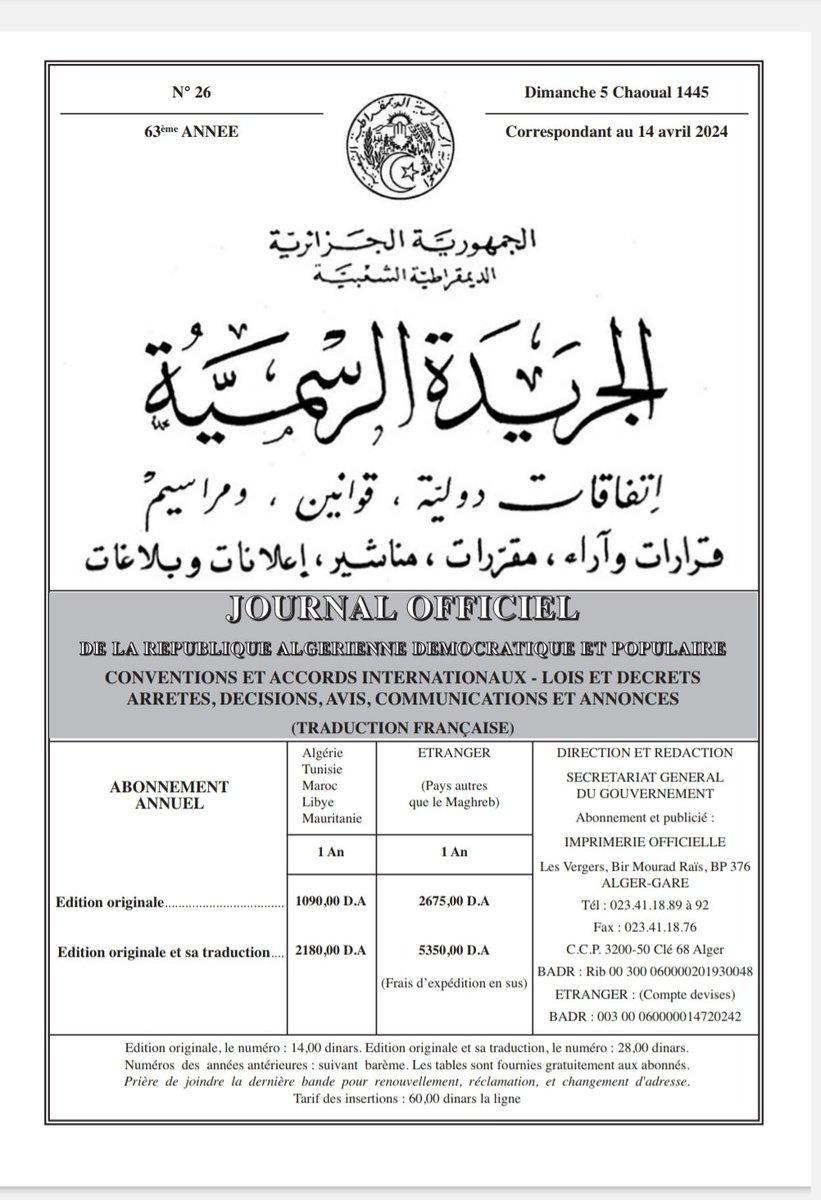 N° 26
Dimanche 5 Chaoual 1445
63ème ANNEE
Correspondant au 14 avril 2024
الجمهورية الجزائرية
الديمقراطية الشعبية
الجريدة الرسمية
إتفاقات دولية ، قوانين ، ومراسيم
قرارات وآراء ، مقررات ، مناشير ، إعلانات وبلاغات
JOURNAL OFFICIEL
DE LA REPUBLIQUE ALGERIENNE DEMOCRATIQUE ET POPULAIRE
CONVENTIONS ET ACCORDS INTERNATIONAUX - LOIS ET DECRETS
ARRETES, DECISIONS, AVIS, COMMUNICATIONS ET ANNONCES
(TRADUCTION FRANÇAISE)
ABONNEMENT
ANNUEL
Algérie
Tunisie
Maroc
Libye
Mauritanie
ETRANGER
(Pays autres
que le Maghreb)
1 An
1 An
Edition originale.................................. 1090,00 D.A 2675,00 D.A
Edition originale et sa traduction.... 2180,00 D.A 5350,00 D.A
(Frais d’expédition en sus)
DIRECTION ET REDACTION
SECRETARIAT GENERAL
DU GOUVERNEMENT
Abonnement et publicité :
IMPRIMERIE OFFICIELLE
Les Vergers, Bir Mourad Raïs, BP 376
ALGER-GARE
Tél : 023.41.18.89 à 92
Fax : 023.41.18.76
C.C.P. 3200-50 Clé 68 Alger
BADR : Rib 00 300 060000201930048
ETRANGER : (Compte devises)
BADR : 003 00 060000014720242
Edition originale, le numéro : 14,00 dinars. Edition originale et sa traduction, le numéro : 28,00 dinars.
Numéros des années antérieures : suivant barème. Les tables sont fournies gratuitement aux abonnés.
Prière de joindre la dernière bande pour renouvellement, réclamation, et changement d'adresse.
Tarif des insertions : 60,00 dinars la ligne